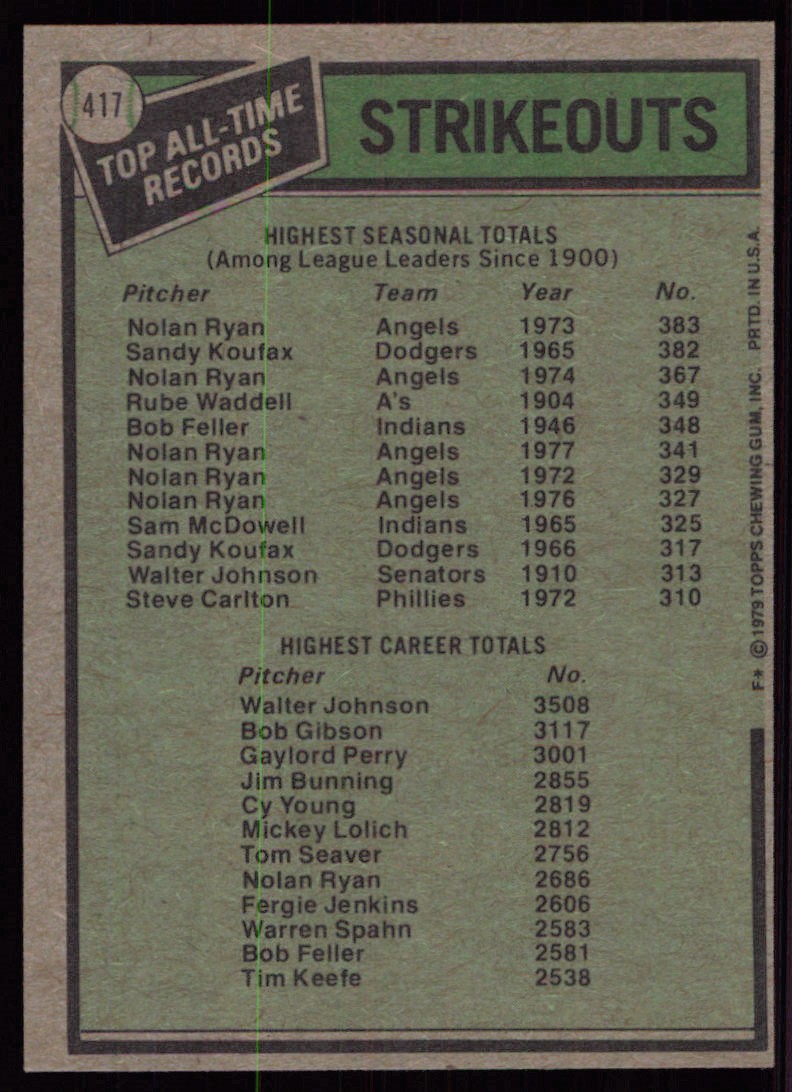 417
TOP ALL-TIME
RECORDS
STRIKEOUTS
HIGHEST SEASONAL TOTALS
(Among League Leaders Since 1900)
Pitcher Team Year No.
Nolan Ryan Angels 1973 383
Sandy Koufax Dodgers 1965 382
Nolan Ryan Angels 1974 367
Rube Waddell A's 1904 349
Bob Feller Indians 1946 348
Nolan Ryan Angels 1977 341
Nolan Ryan Angels 1972 329
Nolan Ryan Angels 1976 327
Sam McDowell Indians 1965 325
Sandy Koufax Dodgers 1966 317
Walter Johnson Senators 1910 313
Steve Carlton Phillies 1972 310
HIGHEST CAREER TOTALS
Pitcher No.
Walter Johnson 3508
Bob Gibson 3117
Gaylord Perry 3001
Jim Bunning 2855
Cy Young 2819
Mickey Lolich 2812
Tom Seaver 2756
Nolan Ryan 2686
Fergie Jenkins 2606
Warren Spahn 2583
Bob Feller 2581
Tim Keefe 2538
F* © 1979 TOPPS CHEWING GUM, INC. PRTD. IN U.S.A.